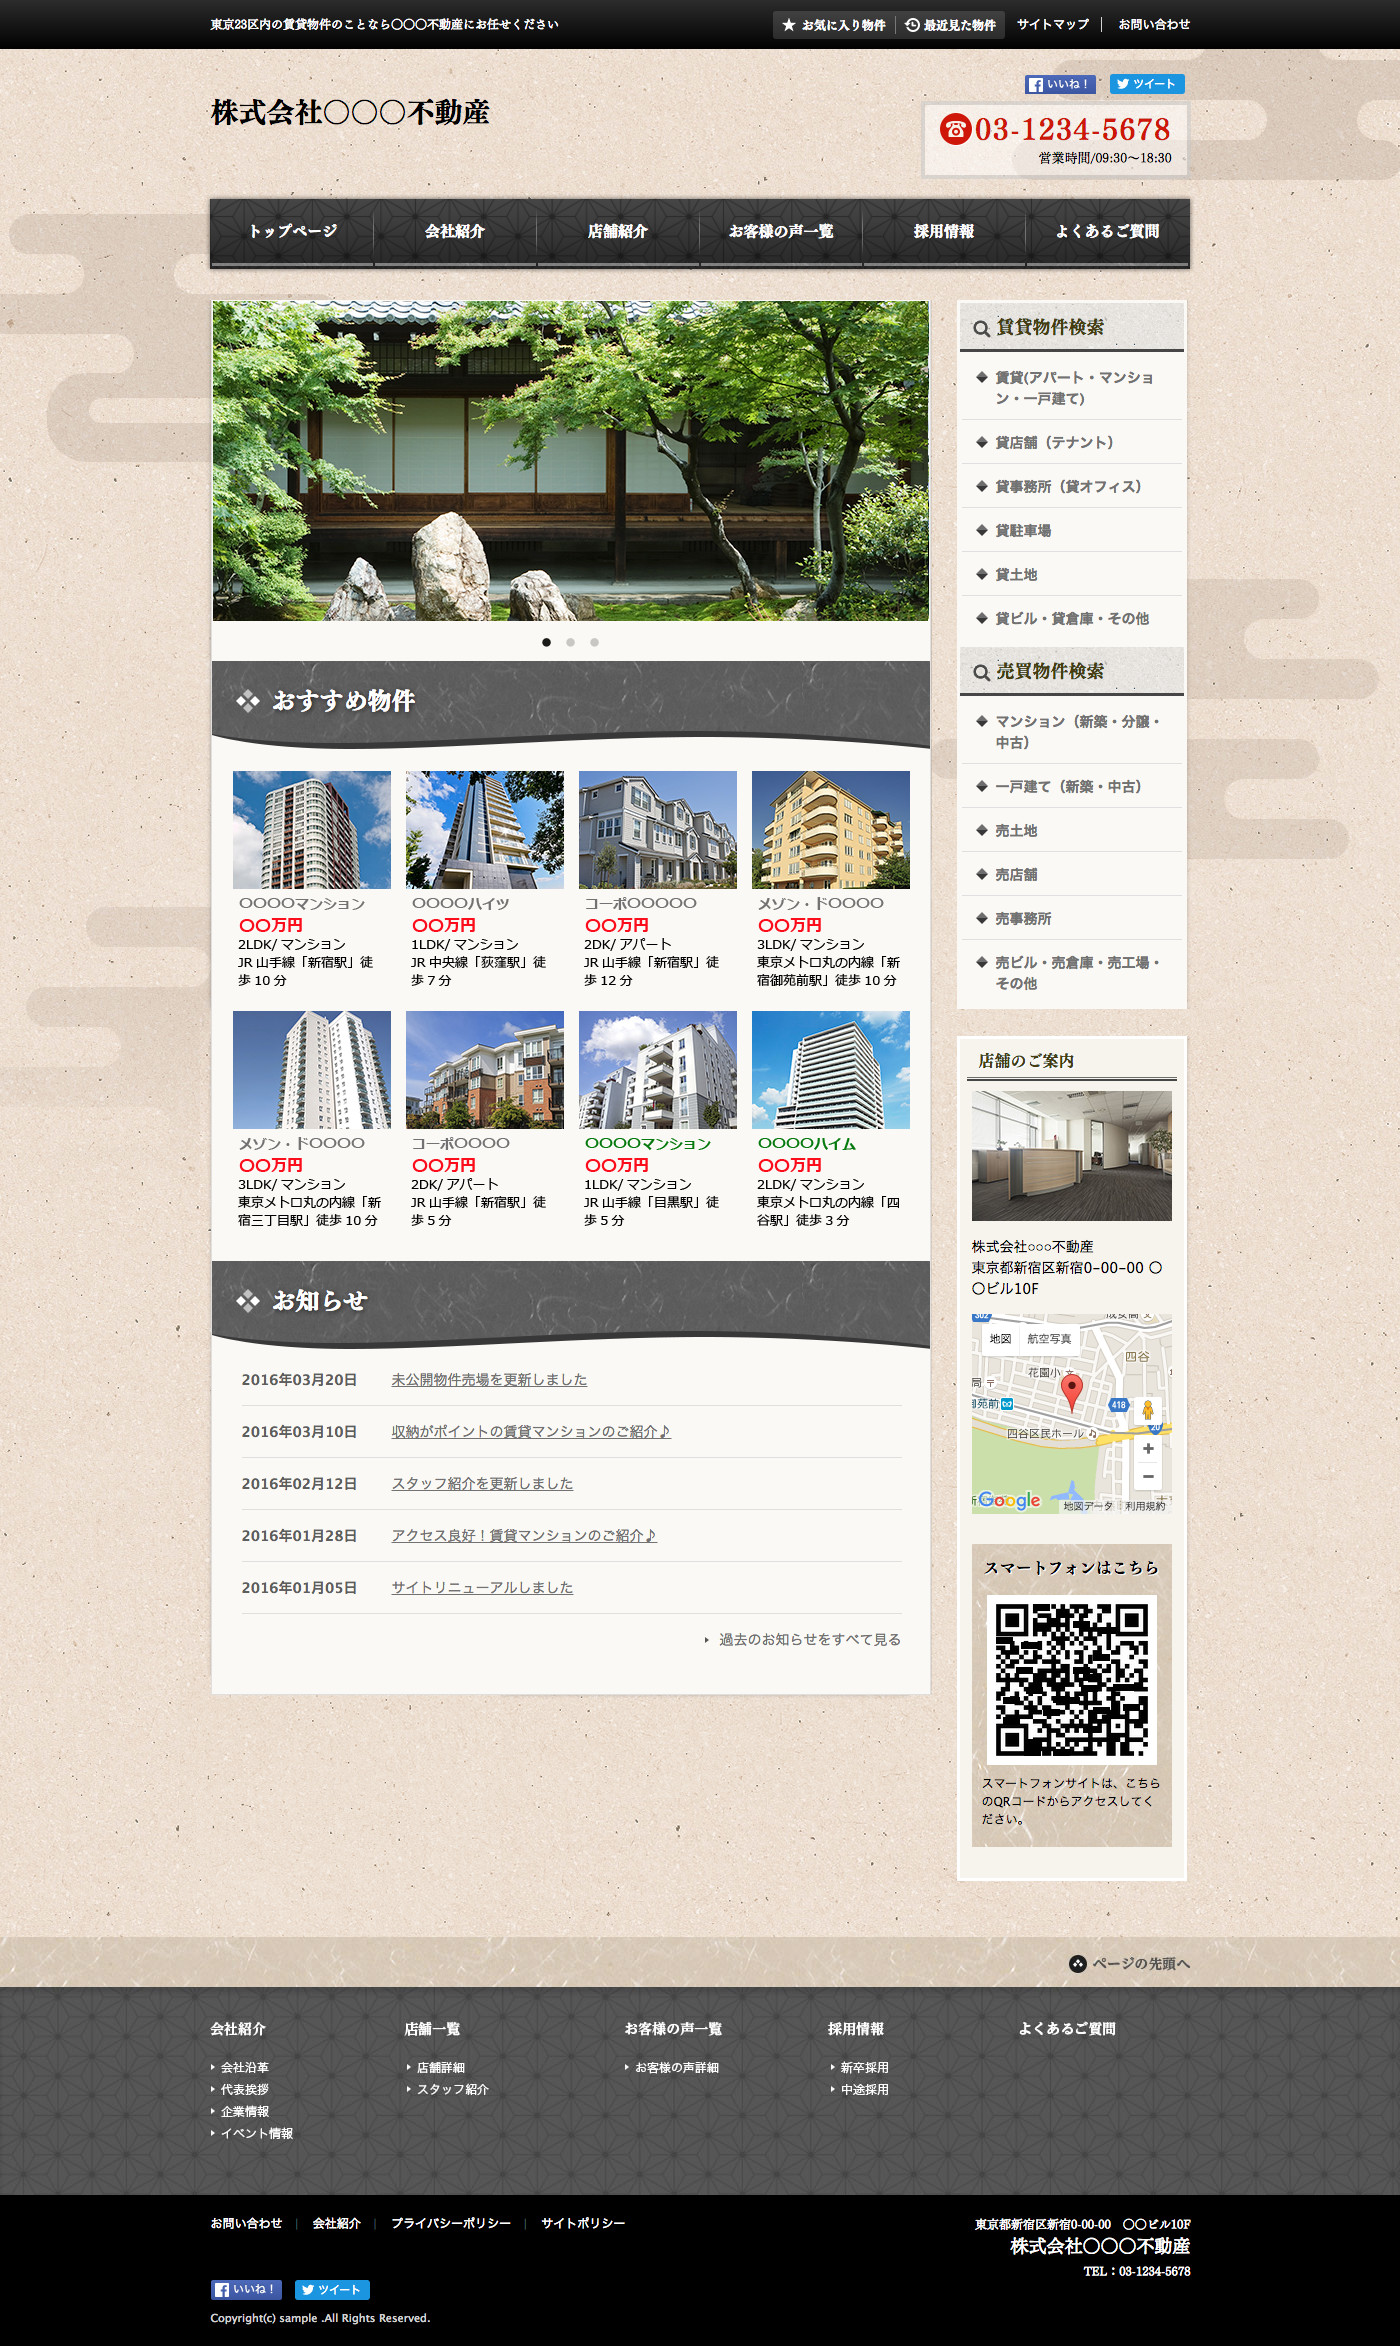 東京23区内の賃貸物件のことなら〇〇〇不動産にお任せください
お気に入り物件
最近見た物件
サイトマップ
お問い合わせ
いいね！
ツイート
株式会社〇〇〇不動産
03-1234-5678
営業時間/09:30～18:30
トップページ
会社紹介
店舗紹介
お客様の声一覧
採用情報
よくあるご質問
賃貸物件検索
賃貸(アパート・マンショ
ン・一戸建て)
貸店舗（テナント）
貸事務所（貸オフィス）
貸駐車場
貸土地
貸ビル・貸倉庫・その他
売買物件検索
マンション（新築・分譲・
中古）
一戸建て（新築・中古）
売土地
売店舗
売事務所
売ビル・売倉庫・売工場・
その他
おすすめ物件
〇〇〇〇マンション
〇〇万円
2LDK/ マンション
JR 山手線「新宿駅」徒
歩 10 分
〇〇〇〇ハイツ
〇〇万円
1LDK/ マンション
JR 中央線「荻窪駅」徒
歩 7 分
コーポ〇〇〇〇〇
〇〇万円
2DK/ アパート
JR 山手線「新宿駅」徒
歩 12 分
メゾン・ド〇〇〇〇
〇〇万円
3LDK/ マンション
東京メトロ丸の内線「新
宿御苑前駅」徒歩 10 分
メゾン・ド〇〇〇〇
〇〇万円
3LDK/ マンション
東京メトロ丸の内線「新
宿三丁目駅」徒歩 10 分
コーポ〇〇〇〇
〇〇万円
2DK/ アパート
JR 山手線「新宿駅」徒
歩 5 分
〇〇〇〇マンション
〇〇万円
1LDK/ マンション
JR 山手線「目黒駅」徒
歩 5 分
〇〇〇〇ハイム
〇〇万円
2LDK/ マンション
東京メトロ丸の内線「四
谷駅」徒歩 3 分
お知らせ
2016年03月20日 未公開物件売場を更新しました
2016年03月10日 収納がポイントの賃貸マンションのご紹介♪
2016年02月12日 スタッフ紹介を更新しました
2016年01月28日 アクセス良好！賃貸マンションのご紹介♪
2016年01月05日 サイトリニューアルしました
過去のお知らせをすべて見る
店舗のご案内
株式会社○○○不動産
東京都新宿区新宿0-00-00 〇
〇ビル10F
地図
航空写真
四谷
花園小
局
418
御苑前
四谷区民ホール
20
+
−
Google
地図データ
利用規約
スマートフォンはこちら
スマートフォンサイトは、こちら
のQRコードからアクセスしてく
ださい。
ページの先頭へ
会社紹介
会社沿革
代表挨拶
企業情報
イベント情報
店舗一覧
店舗詳細
スタッフ紹介
お客様の声一覧
お客様の声詳細
採用情報
新卒採用
中途採用
よくあるご質問
お問い合わせ | 会社紹介 | プライバシーポリシー | サイトポリシー
東京都新宿区新宿0-00-00 〇〇ビル10F
株式会社〇〇〇不動産
TEL：03-1234-5678
いいね！
ツイート
Copyright(c) sample .All Rights Reserved.